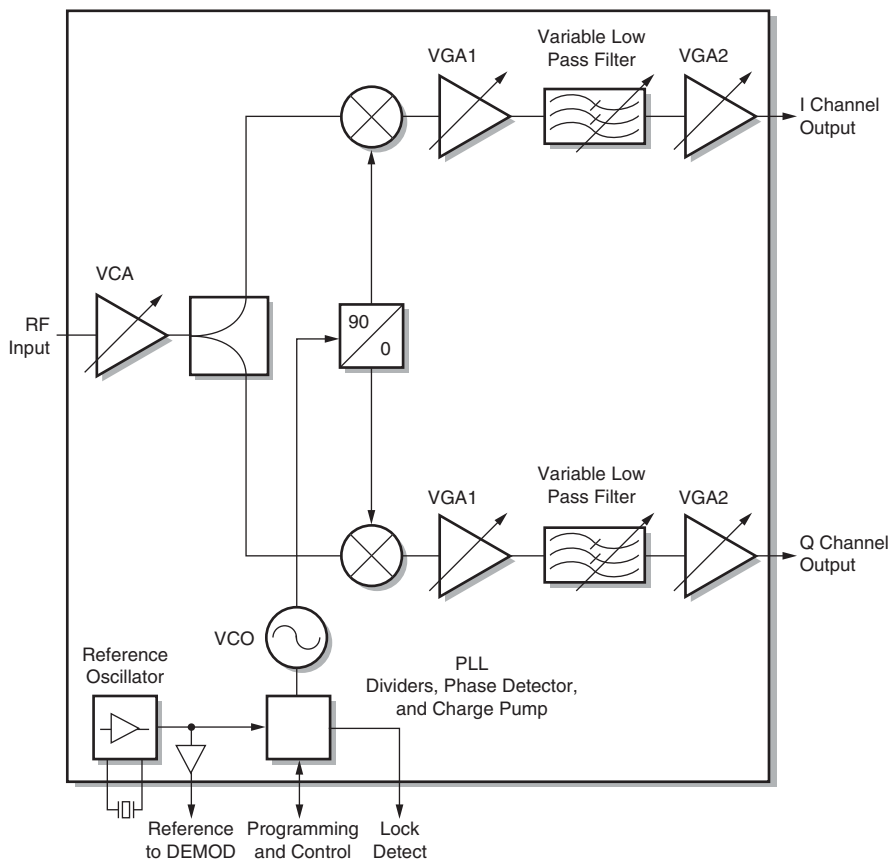 VGA1
Variable Low
Pass Filter
VGA2
I Channel
Output
VCA
RF
Input
90
0
VGA1
Variable Low
Pass Filter
VGA2
Q Channel
Output
VCO
Reference
Oscillator
PLL
Dividers, Phase Detector,
and Charge Pump
Reference
to DEMOD
Programming
and Control
Lock
Detect